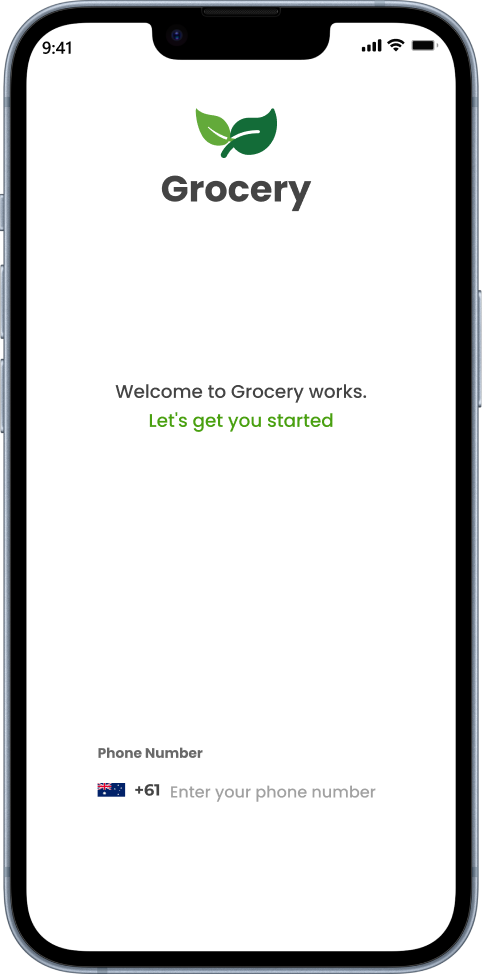 9:41
Grocery
Welcome to Grocery works.
Let's get you started
Phone Number
+61 Enter your phone number